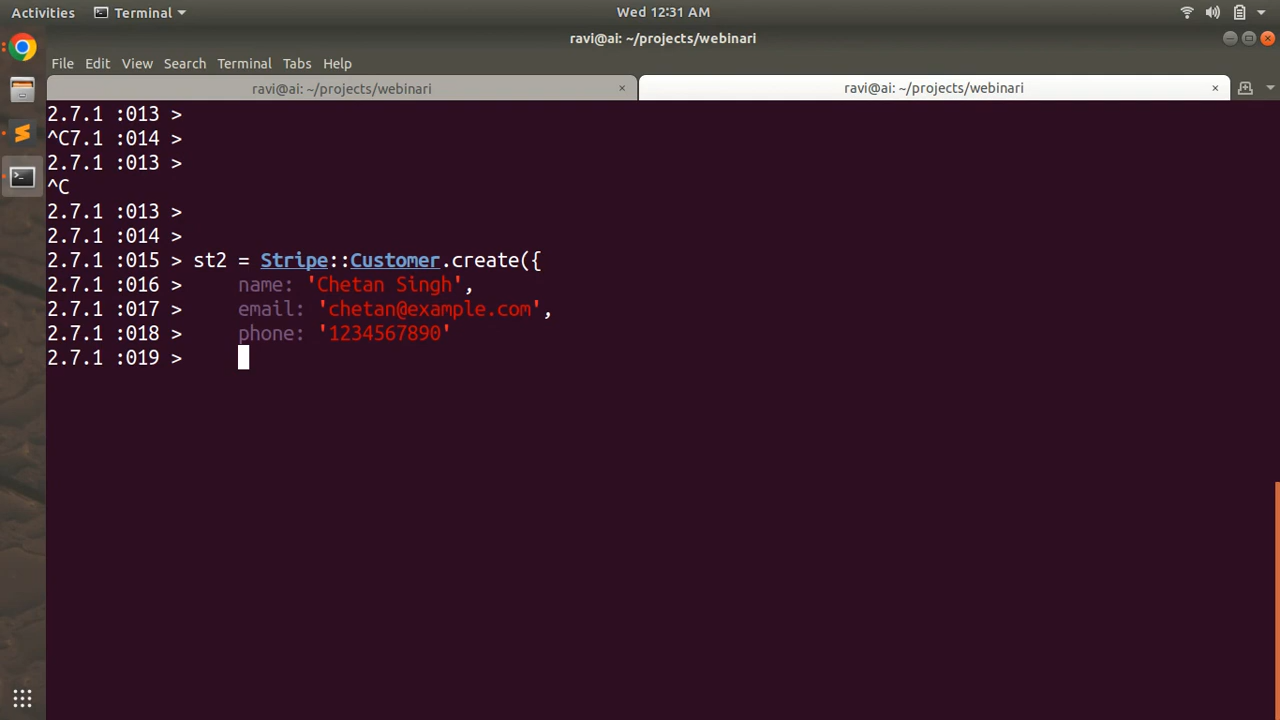 Activities Terminal Wed 12:31 AM
ravi@ai: ~/projects/webinari
File Edit View Search Terminal Tabs Help
ravi@ai: ~/projects/webinari × ravi@ai: ~/projects/webinari ×
2.7.1 :013 >
^C7.1 :014 >
2.7.1 :013 >
^C
2.7.1 :013 >
2.7.1 :014 >
2.7.1 :015 > st2 = Stripe::Customer.create({
2.7.1 :016 >     name: 'Chetan Singh',
2.7.1 :017 >     email: 'chetan@example.com',
2.7.1 :018 >     phone: '1234567890'
2.7.1 :019 >